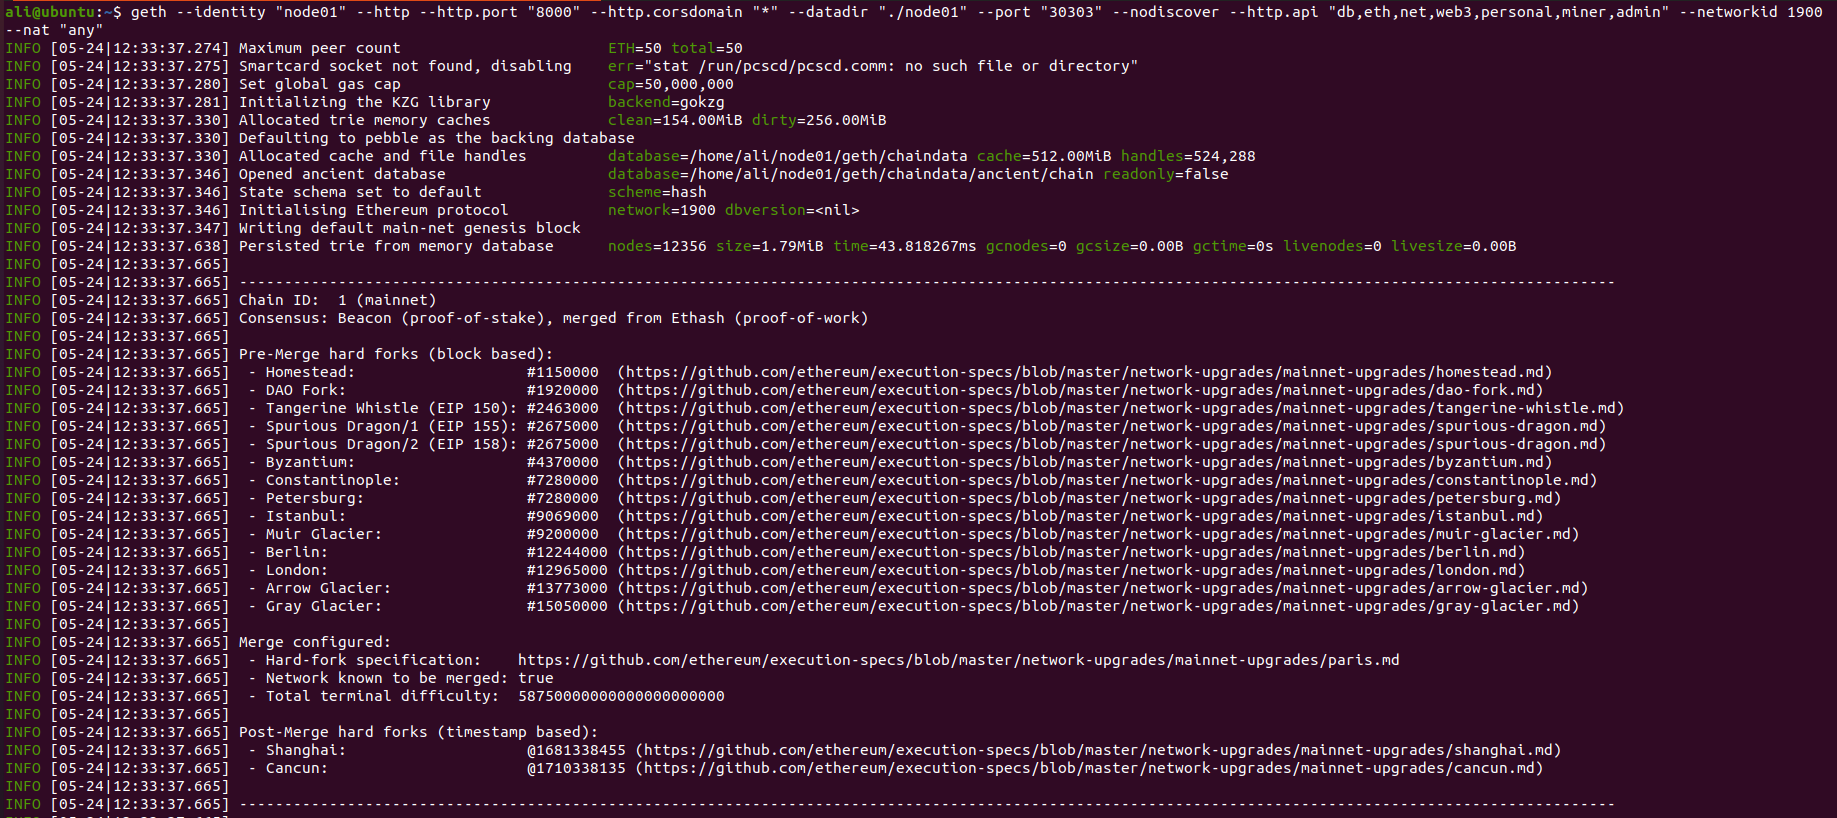 ali@ubuntu:~$ geth --identity "node01" --http --http.port "8000" --http.corsdomain "*" --datadir "./node01" --port "30303" --nodiscover --http.api "db,eth,net,web3,personal,miner,admin" --networkid 1900
--nat "any"
INFO [05-24|12:33:37.274] Maximum peer count                       ETH=50 total=50
INFO [05-24|12:33:37.275] Smartcard socket not found, disabling    err="stat /run/pcscd/pcscd.comm: no such file or directory"
INFO [05-24|12:33:37.280] Set global gas cap                       cap=50,000,000
INFO [05-24|12:33:37.281] Initializing the KZG library             backend=gokzg
INFO [05-24|12:33:37.330] Allocated trie memory caches             clean=154.00MiB dirty=256.00MiB
INFO [05-24|12:33:37.330] Defaulting to pebble as the backing database
INFO [05-24|12:33:37.330] Allocated cache and file handles         database=/home/ali/node01/geth/chaindata cache=512.00MiB handles=524,288
INFO [05-24|12:33:37.346] Opened ancient database                  database=/home/ali/node01/geth/chaindata/ancient/chain readonly=false
INFO [05-24|12:33:37.346] State schema set to default              scheme=hash
INFO [05-24|12:33:37.346] Initialising Ethereum protocol           network=1900 dbversion=<nil>
INFO [05-24|12:33:37.347] Writing default main-net genesis block
INFO [05-24|12:33:37.638] Persisted trie from memory database      nodes=12356 size=1.79MiB time=43.818267ms gcnodes=0 gcsize=0.00B gctime=0s livenodes=0 livesize=0.00B
INFO [05-24|12:33:37.665]
INFO [05-24|12:33:37.665] ---------------------------------------------------------------------------------------------------------------------------------------------------------
INFO [05-24|12:33:37.665] Chain ID:  1 (mainnet)
INFO [05-24|12:33:37.665] Consensus: Beacon (proof-of-stake), merged from Ethash (proof-of-work)
INFO [05-24|12:33:37.665]
INFO [05-24|12:33:37.665] Pre-Merge hard forks (block based):
INFO [05-24|12:33:37.665]  - Homestead:                   #1150000  (https://github.com/ethereum/execution-specs/blob/master/network-upgrades/mainnet-upgrades/homestead.md)
INFO [05-24|12:33:37.665]  - DAO Fork:                    #1920000  (https://github.com/ethereum/execution-specs/blob/master/network-upgrades/mainnet-upgrades/dao-fork.md)
INFO [05-24|12:33:37.665]  - Tangerine Whistle (EIP 150): #2463000  (https://github.com/ethereum/execution-specs/blob/master/network-upgrades/mainnet-upgrades/tangerine-whistle.md)
INFO [05-24|12:33:37.665]  - Spurious Dragon/1 (EIP 155): #2675000  (https://github.com/ethereum/execution-specs/blob/master/network-upgrades/mainnet-upgrades/spurious-dragon.md)
INFO [05-24|12:33:37.665]  - Spurious Dragon/2 (EIP 158): #2675000  (https://github.com/ethereum/execution-specs/blob/master/network-upgrades/mainnet-upgrades/spurious-dragon.md)
INFO [05-24|12:33:37.665]  - Byzantium:                   #4370000  (https://github.com/ethereum/execution-specs/blob/master/network-upgrades/mainnet-upgrades/byzantium.md)
INFO [05-24|12:33:37.665]  - Constantinople:              #7280000  (https://github.com/ethereum/execution-specs/blob/master/network-upgrades/mainnet-upgrades/constantinople.md)
INFO [05-24|12:33:37.665]  - Petersburg:                  #7280000  (https://github.com/ethereum/execution-specs/blob/master/network-upgrades/mainnet-upgrades/petersburg.md)
INFO [05-24|12:33:37.665]  - Istanbul:                    #9069000  (https://github.com/ethereum/execution-specs/blob/master/network-upgrades/mainnet-upgrades/istanbul.md)
INFO [05-24|12:33:37.665]  - Muir Glacier:                #9200000  (https://github.com/ethereum/execution-specs/blob/master/network-upgrades/mainnet-upgrades/muir-glacier.md)
INFO [05-24|12:33:37.665]  - Berlin:                      #12244000 (https://github.com/ethereum/execution-specs/blob/master/network-upgrades/mainnet-upgrades/berlin.md)
INFO [05-24|12:33:37.665]  - London:                      #12965000 (https://github.com/ethereum/execution-specs/blob/master/network-upgrades/mainnet-upgrades/london.md)
INFO [05-24|12:33:37.665]  - Arrow Glacier:               #13773000 (https://github.com/ethereum/execution-specs/blob/master/network-upgrades/mainnet-upgrades/arrow-glacier.md)
INFO [05-24|12:33:37.665]  - Gray Glacier:                #15050000 (https://github.com/ethereum/execution-specs/blob/master/network-upgrades/mainnet-upgrades/gray-glacier.md)
INFO [05-24|12:33:37.665]
INFO [05-24|12:33:37.665] Merge configured:
INFO [05-24|12:33:37.665]  - Hard-fork specification:    https://github.com/ethereum/execution-specs/blob/master/network-upgrades/mainnet-upgrades/paris.md
INFO [05-24|12:33:37.665]  - Network known to be merged: true
INFO [05-24|12:33:37.665]  - Total terminal difficulty:  58750000000000000000000
INFO [05-24|12:33:37.665]
INFO [05-24|12:33:37.665] Post-Merge hard forks (timestamp based):
INFO [05-24|12:33:37.665]  - Shanghai:                    @1681338455 (https://github.com/ethereum/execution-specs/blob/master/network-upgrades/mainnet-upgrades/shanghai.md)
INFO [05-24|12:33:37.665]  - Cancun:                      @1710338135 (https://github.com/ethereum/execution-specs/blob/master/network-upgrades/mainnet-upgrades/cancun.md)
INFO [05-24|12:33:37.665]
INFO [05-24|12:33:37.665] ---------------------------------------------------------------------------------------------------------------------------------------------------------